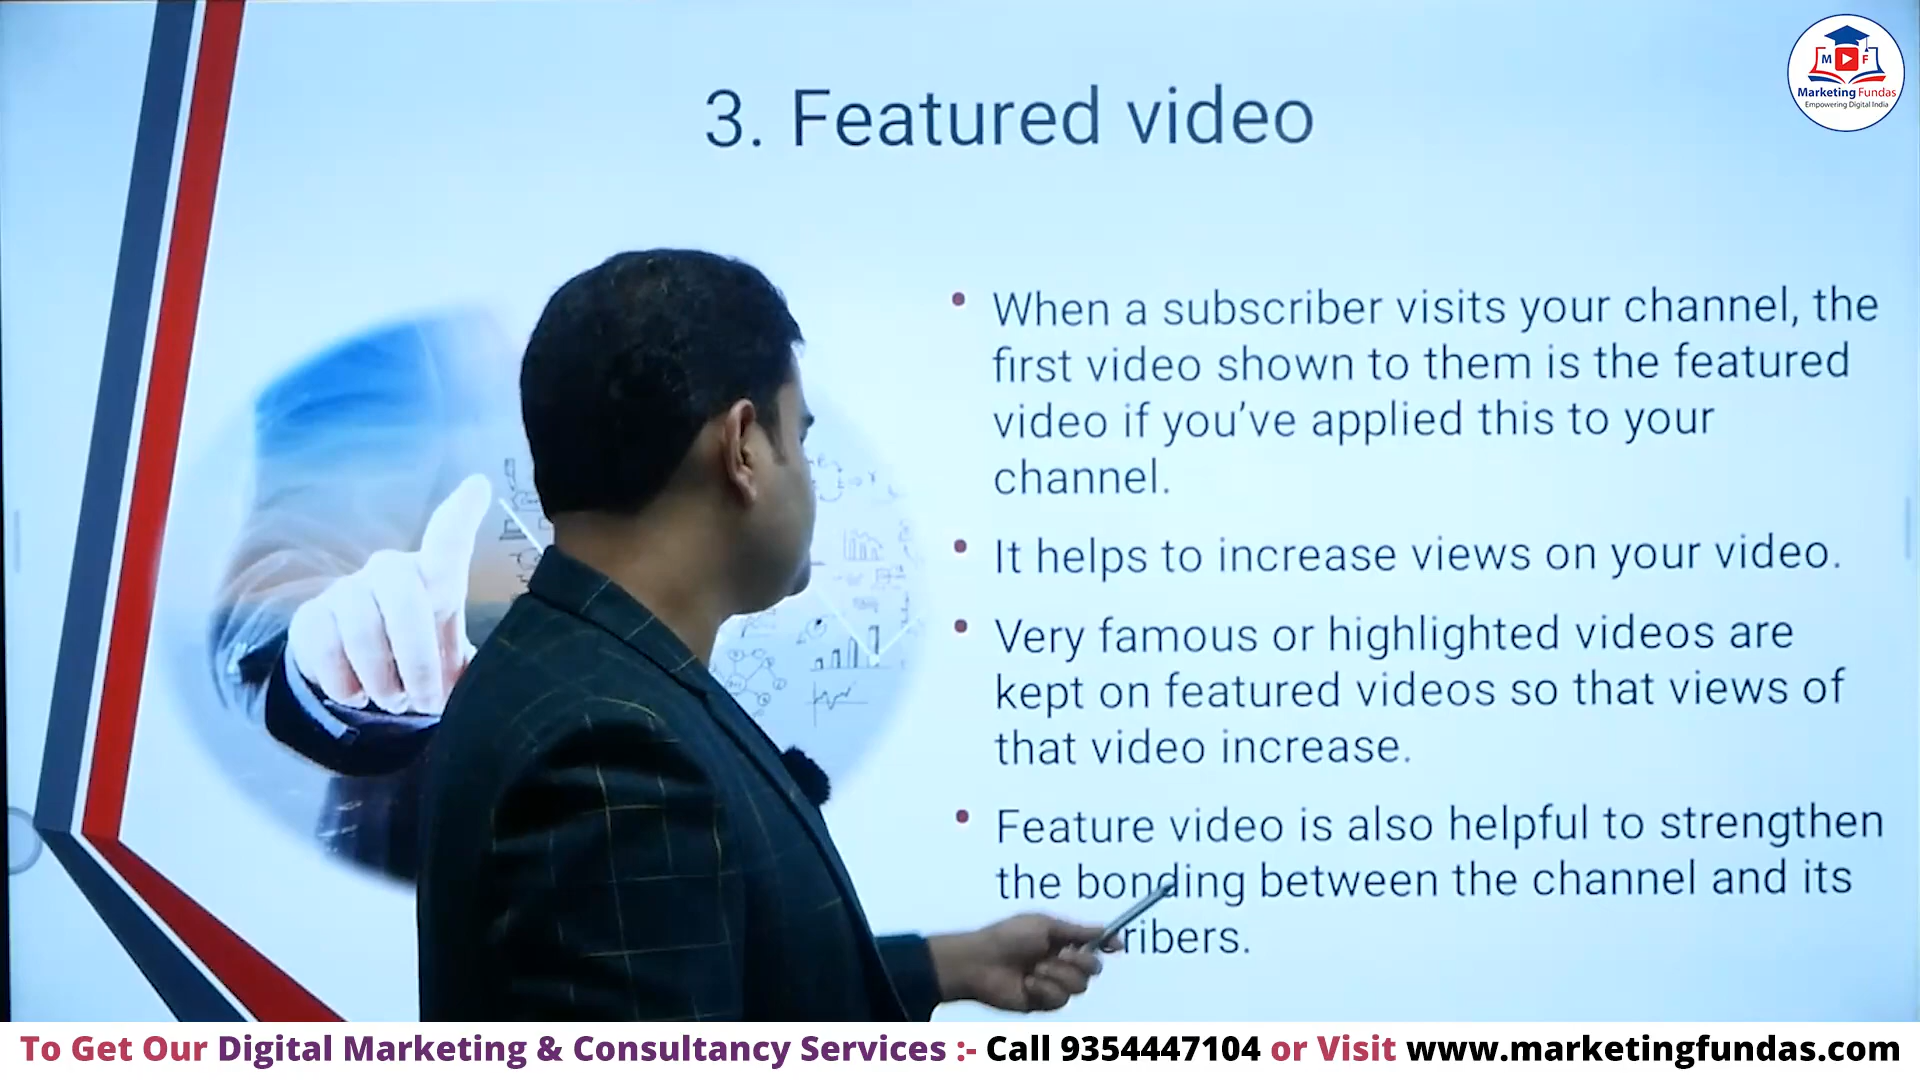 M F
Marketing Fundas
Empowering Digital India
3. Featured video
• When a subscriber visits your channel, the
first video shown to them is the featured
video if you’ve applied this to your
channel.
• It helps to increase views on your video.
• Very famous or highlighted videos are
kept on featured videos so that views of
that video increase.
• Feature video is also helpful to strengthen
the bonding between the channel and its
cribers.
To Get Our Digital Marketing & Consultancy Services :- Call 9354447104 or Visit www.marketingfundas.com